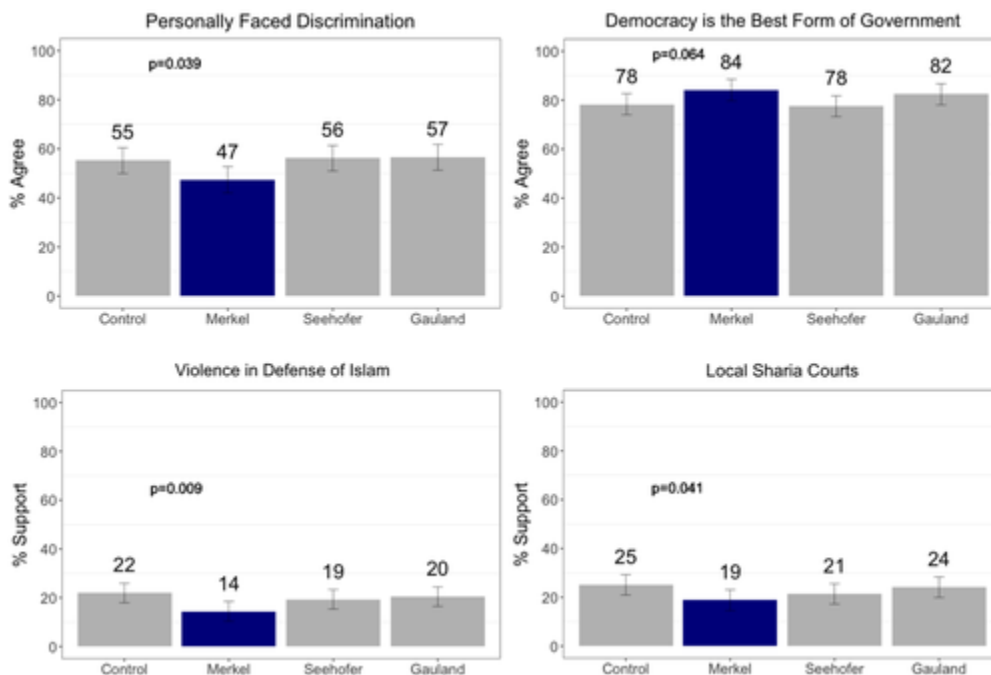 Personally Faced Discrimination
% Agree
100
80
60
40
20
0
p=0.039
55
47
56
57
Control Merkel Seehofer Gauland
Democracy is the Best Form of Government
% Agree
100
80
60
40
20
0
p=0.064
78
84
78
82
Control Merkel Seehofer Gauland
Violence in Defense of Islam
% Support
100
80
60
40
20
0
p=0.009
22
14
19
20
Control Merkel Seehofer Gauland
Local Sharia Courts
% Support
100
80
60
40
20
0
p=0.041
25
19
21
24
Control Merkel Seehofer Gauland